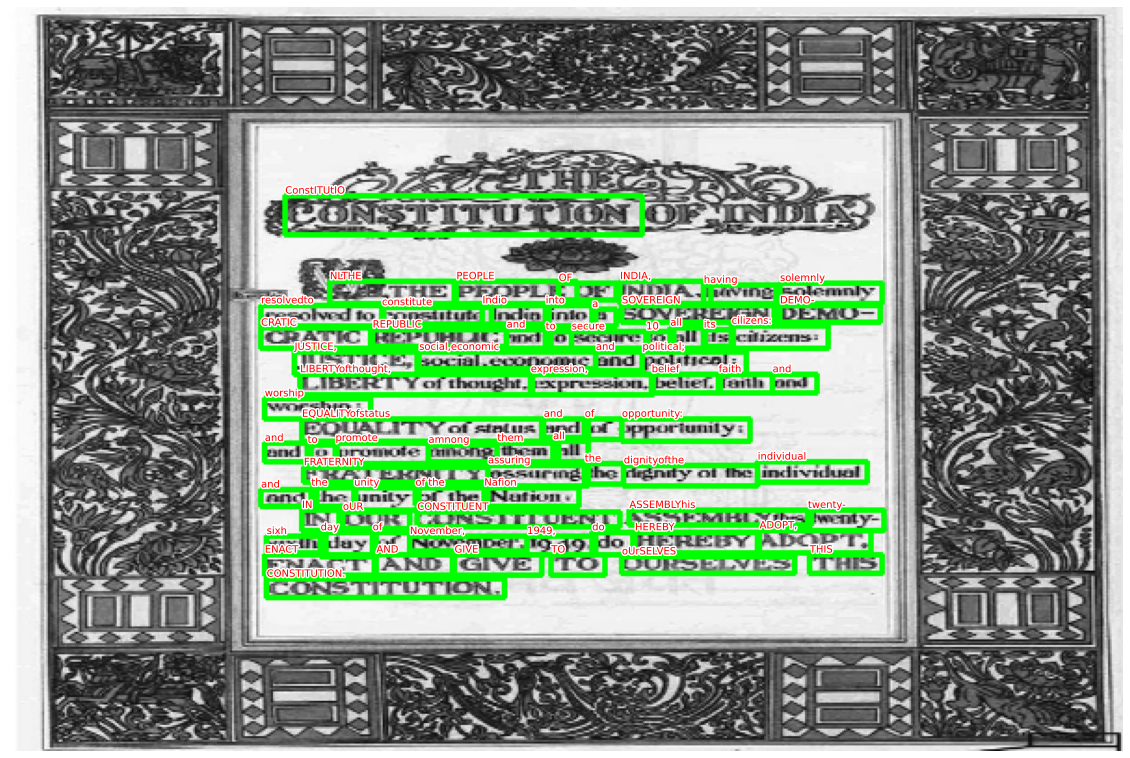 THE
ConstITUtIO
CONSTITUTION OF INDIA
NLTHE PEOPLE OF INDIA, having solemnly
THE PEOPLE OF INDIA, having solemnly
resolvedto constitute Indio into a SOVEREIGN DEMO-
resolved to constitute India into a SOVEREIGN DEMO-
CRATIC REPUBLIC and to secure 10 all its cilizens:
CRATIC REPUBLIC and to secure to all its citizens:
JUSTICE, social,economic and political;
JUSTICE, social, economic and political;
LIBERTYofthought, expression, belief faith and
LIBERTY of thought, expression, belief, faith and
worship
worship;
EQUALITYofstatus and of opportunity:
EQUALITY of status and of opportunity;
and to promote amnong them all
and to promote among them all
FRATERNITY assuring the dignityofthe individual
FRATERNITY assuring the dignity of the individual
and the unity of the Nafion
and the unity of the Nation;
IN oUR CONSTITUENT ASSEMBLYhis twenty-
IN OUR CONSTITUENT ASSEMBLY this twenty-
sixh day of November, 1949, do HEREBY ADOPT,
sixth day of November, 1949, do HEREBY ADOPT,
ENACT AND GIVE TO oUrSELVES THIS
ENACT AND GIVE TO OURSELVES THIS
CONSTITUTION.
CONSTITUTION.